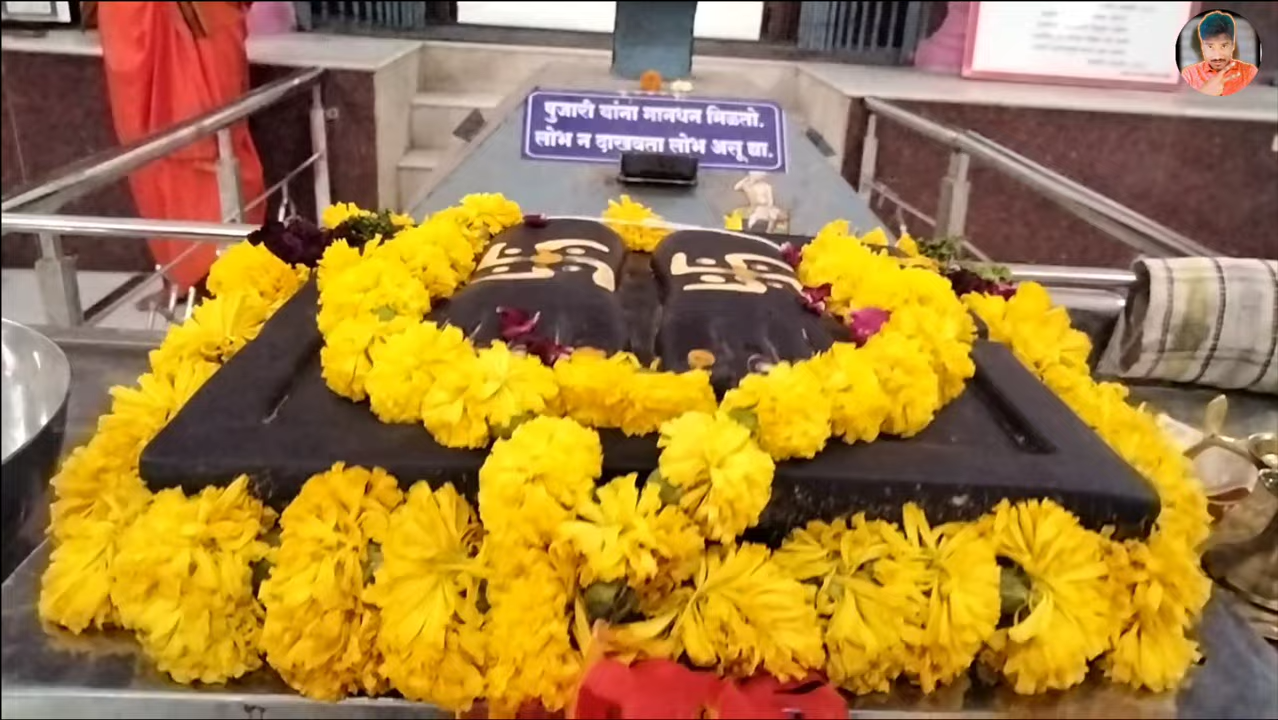 पुजारी यांना मानधन मिळतो.
लोभ न दाखवता लोभ असू द्या.